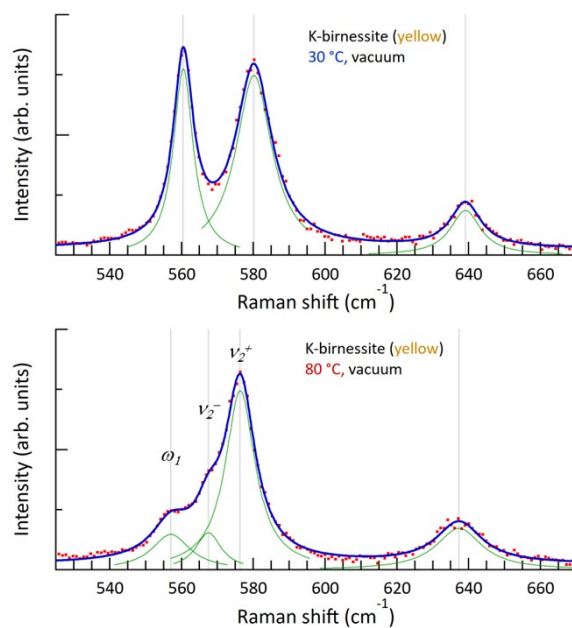 K-birnessite (yellow)
30 °C, vacuum
Intensity (arb. units)
540 560 580 600 620 640 660
Raman shift (cm⁻¹)
K-birnessite (yellow)
80 °C, vacuum
ν₂⁺
ν₂⁻
ω₁
Intensity (arb. units)
540 560 580 600 620 640 660
Raman shift (cm⁻¹)